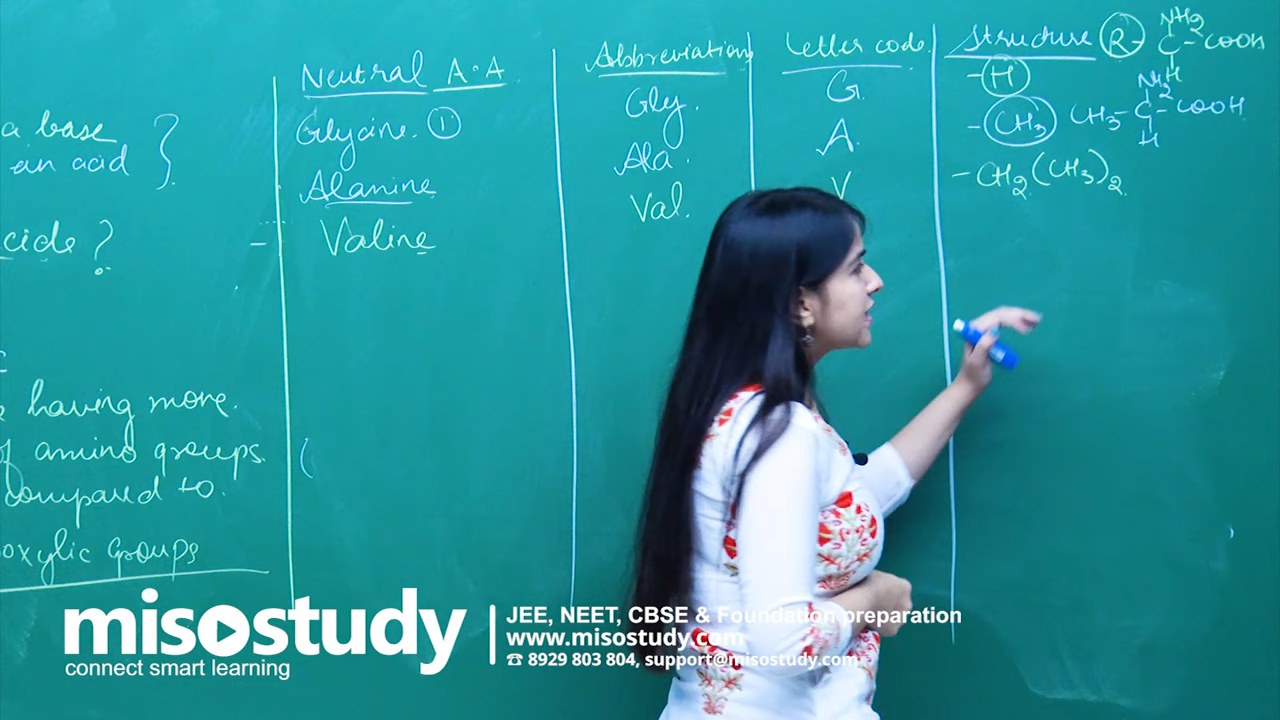 a base
an acid
cide?
having more
amino groups.
compared to
oxylic groups
Neutral A.A Abbreviation Letter code Structure R-C-COOH
NH2
H
Glycine. ① Gly. G -H
Alanine Ala. A -CH3 CH3-C-COOH
NH2
H
Valine Val. V -CH2(CH3)2
misostudy
connect smart learning
JEE, NEET, CBSE & Foundation preparation
www.misostudy.com
☎ 8929 803 804, support@misostudy.com